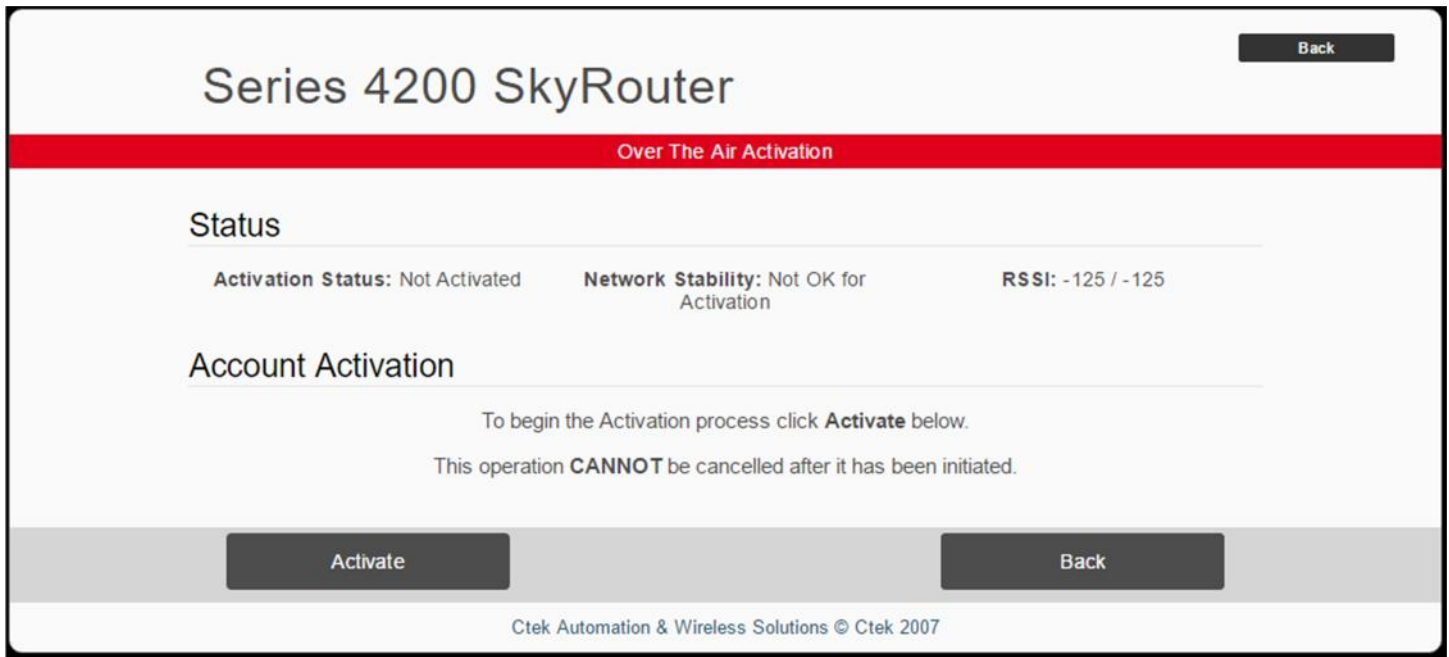 Back
Series 4200 SkyRouter
Over The Air Activation
Status
Activation Status: Not Activated
Network Stability: Not OK for
Activation
RSSI: -125 / -125
Account Activation
To begin the Activation process click Activate below.
This operation CANNOT be cancelled after it has been initiated.
Activate
Back
Ctek Automation & Wireless Solutions © Ctek 2007